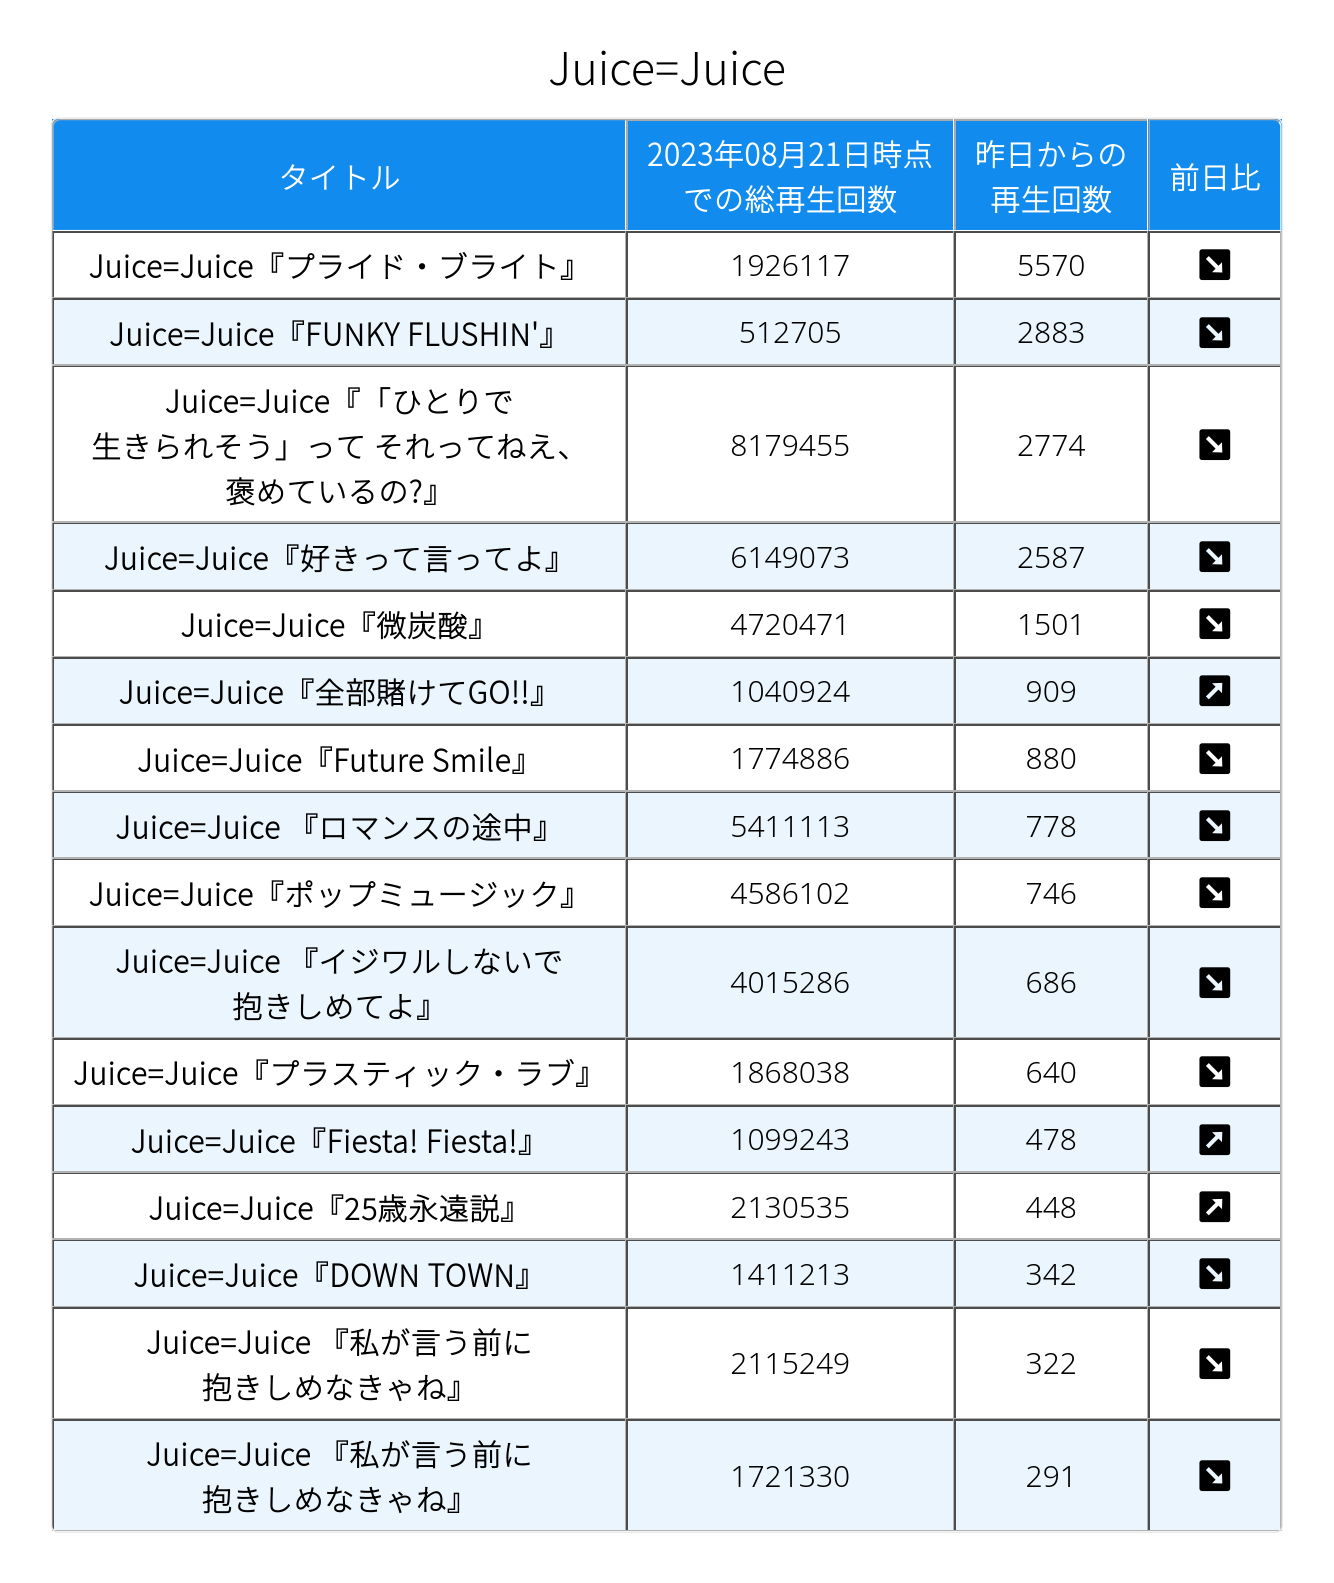 Juice=Juice
タイトル
2023年08月21日時点
での総再生回数
昨日からの
再生回数
前日比
Juice=Juice『プライド・ブライト』 1926117 5570 ↘
Juice=Juice『FUNKY FLUSHIN'』 512705 2883 ↘
Juice=Juice『「ひとりで
生きられそう」って それってねえ、
褒めているの?』 8179455 2774 ↘
Juice=Juice『好きって言ってよ』 6149073 2587 ↘
Juice=Juice『微炭酸』 4720471 1501 ↘
Juice=Juice『全部賭けてGO!!』 1040924 909 ↗
Juice=Juice『Future Smile』 1774886 880 ↘
Juice=Juice 『ロマンスの途中』 5411113 778 ↘
Juice=Juice『ポップミュージック』 4586102 746 ↘
Juice=Juice 『イジワルしないで
抱きしめてよ』 4015286 686 ↘
Juice=Juice『プラスティック・ラブ』 1868038 640 ↘
Juice=Juice『Fiesta! Fiesta!』 1099243 478 ↗
Juice=Juice『25歳永遠説』 2130535 448 ↗
Juice=Juice『DOWN TOWN』 1411213 342 ↘
Juice=Juice 『私が言う前に
抱きしめなきゃね』 2115249 322 ↘
Juice=Juice 『私が言う前に
抱きしめなきゃね』 1721330 291 ↘